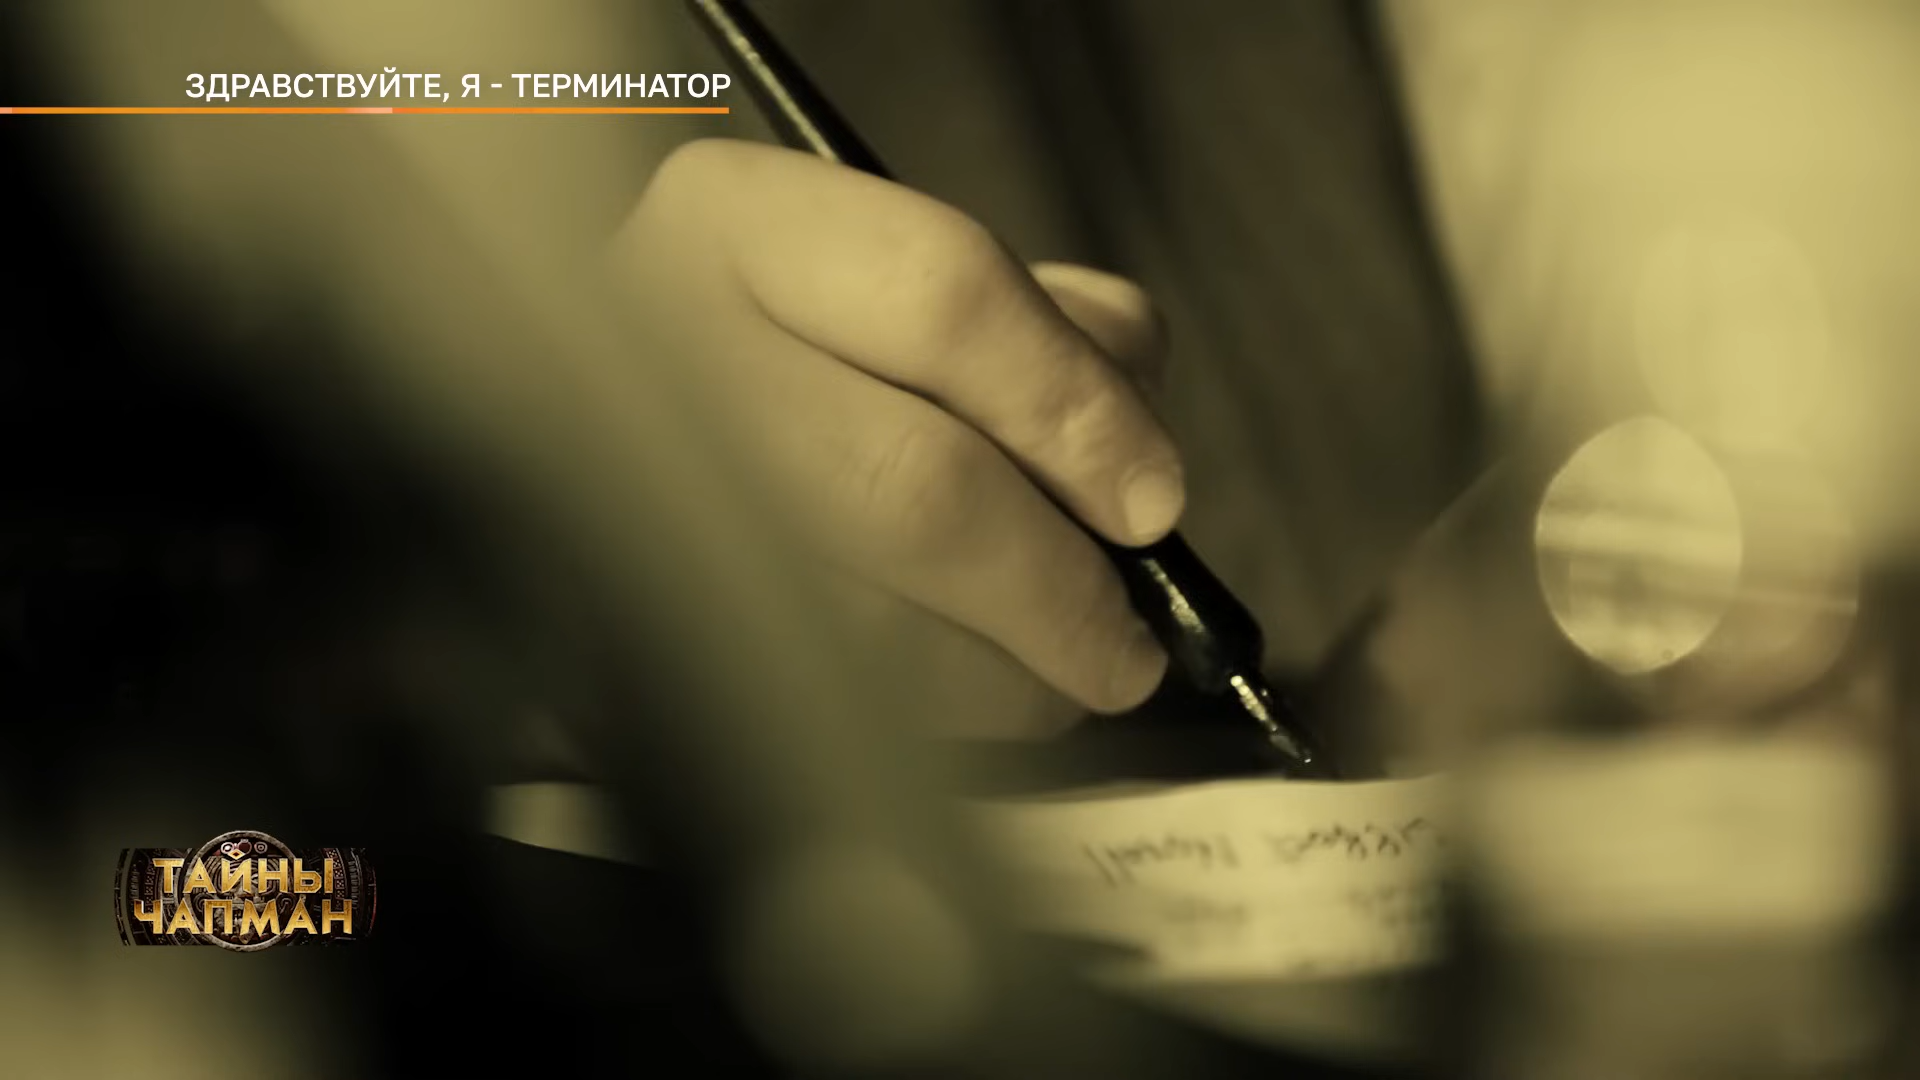 ЗДРАВСТВУЙТЕ, Я - ТЕРМИНАТОР
ТАЙНЫ
ЧАПМАН